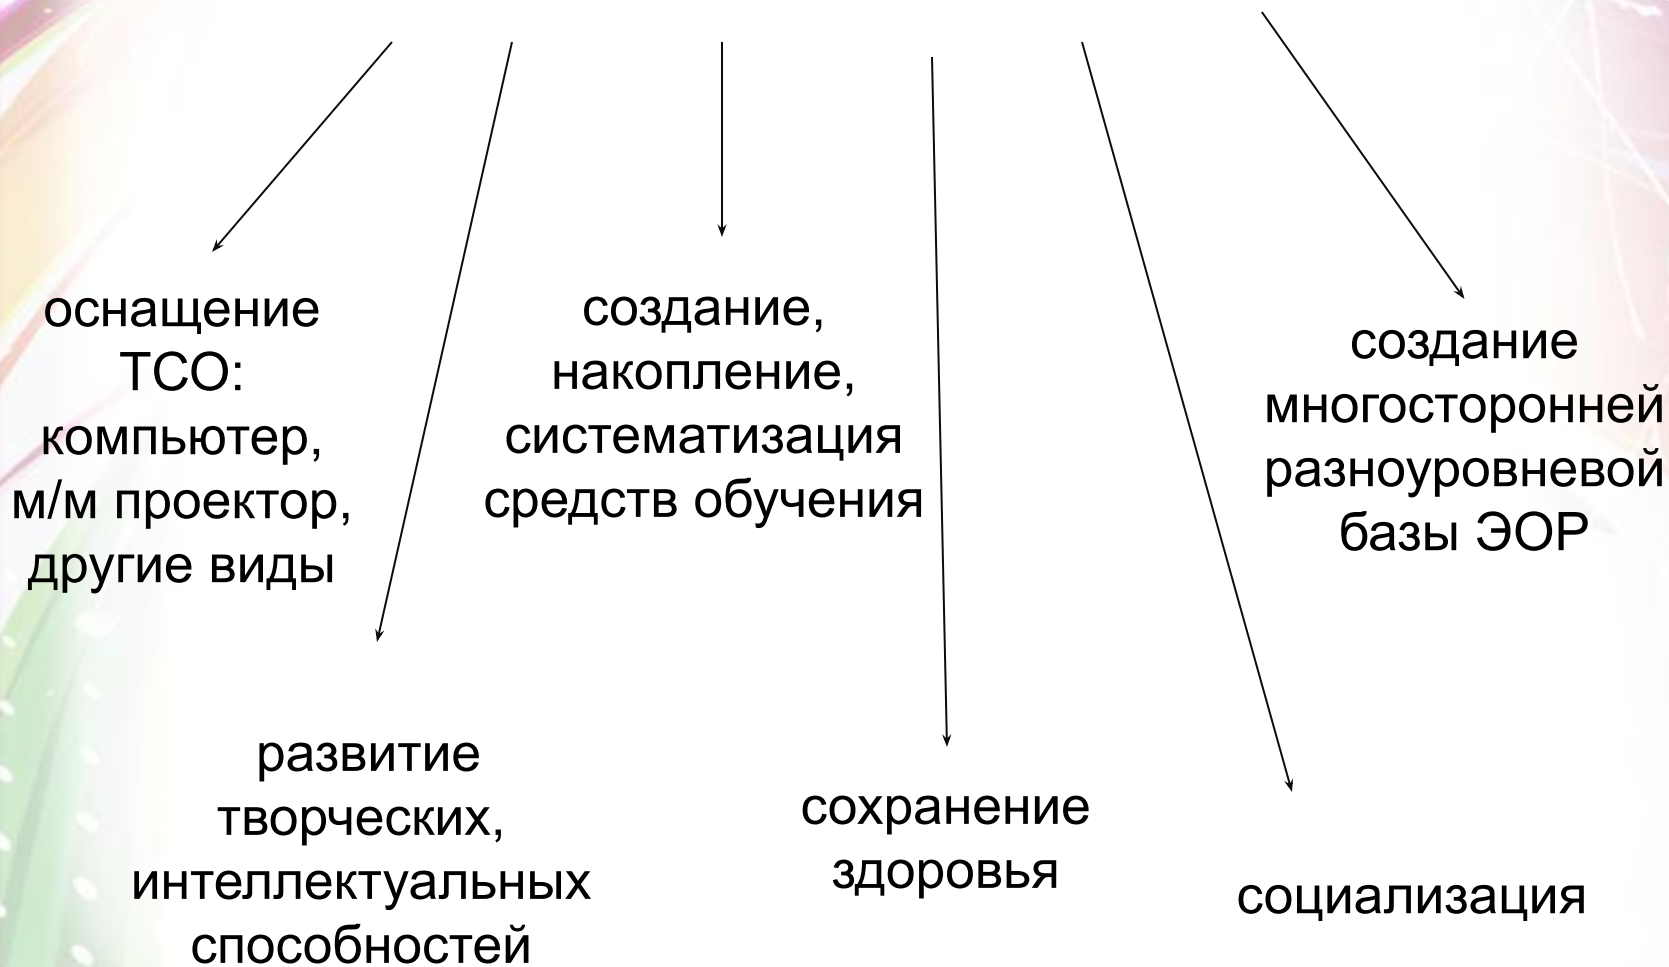 оснащение
ТСО:
компьютер,
м/м проектор,
другие виды
создание,
накопление,
систематизация
средств обучения
создание
многосторонней
разноуровневой
базы ЭОР
развитие
творческих,
интеллектуальных
способностей
сохранение
здоровья
социализация